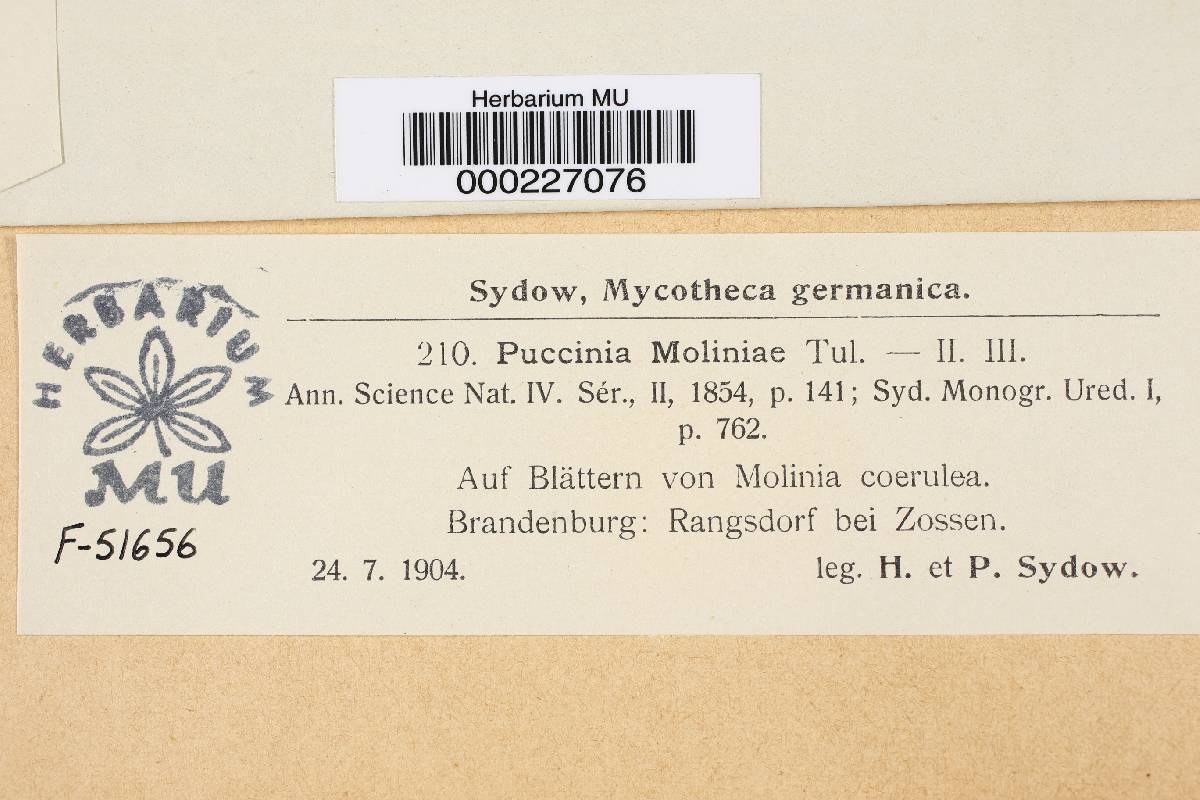 Herbarium MU
000227076
Sydow, Mycotheca germanica.
210. Puccinia Moliniae Tul. — II. III.
Ann. Science Nat. IV. Sér., II, 1854, p. 141; Syd. Monogr. Ured. I,
p. 762.
Auf Blättern von Molinia coerulea.
Brandenburg: Rangsdorf bei Zossen.
24. 7. 1904. leg. H. et P. Sydow.
HERBARIUM
MU
F-51656